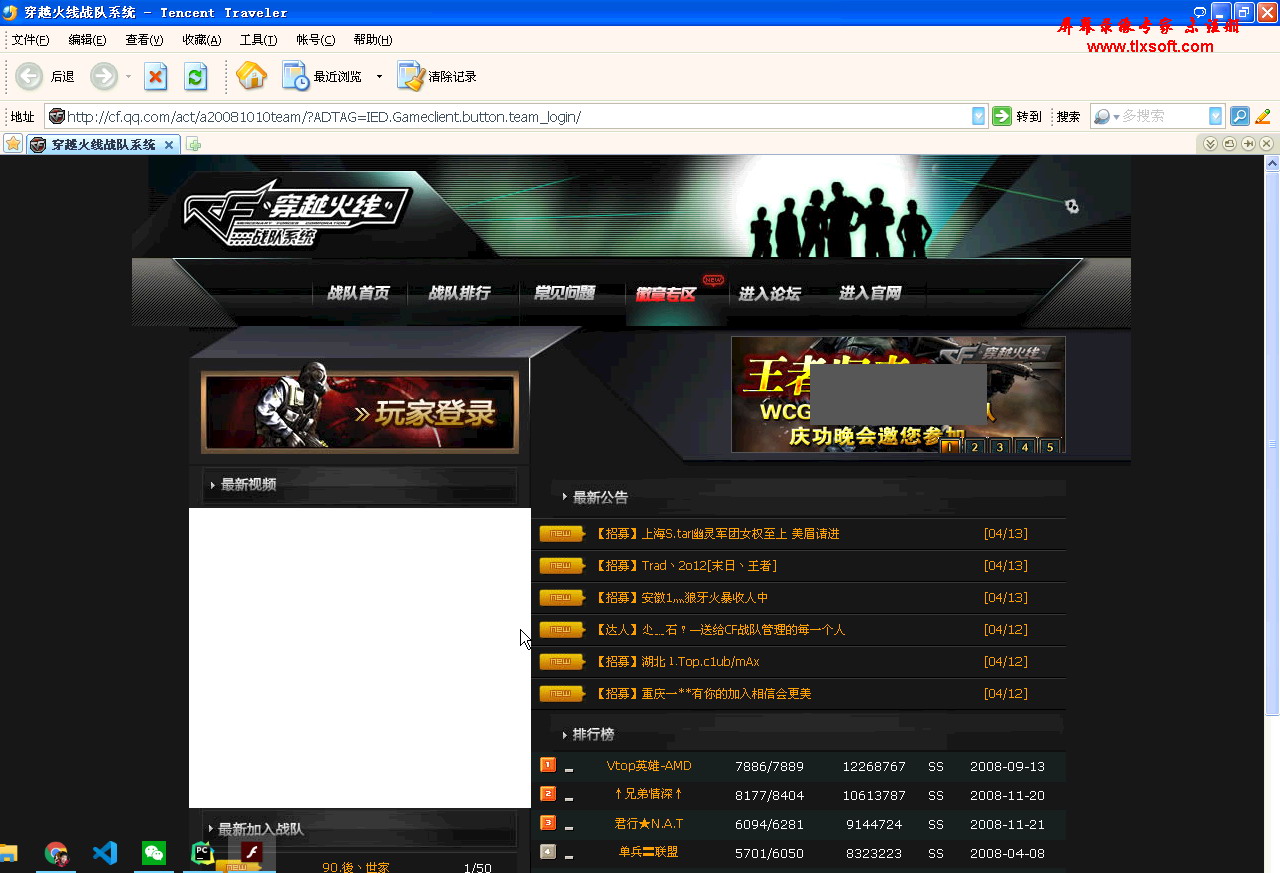 穿越火线战队系统 - Tencent Traveler
屏幕录像专家 未注册
www.tlxsoft.com
文件(F) 编辑(E) 查看(V) 收藏(A) 工具(T) 帐号(C) 帮助(H)
后退 最近浏览 清除记录
地址 http://cf.qq.com/act/a20081010team/?ADTAG=IED.Gameclient.button.team_login/ 转到 搜索 多搜索
穿越火线战队系统
CF 穿越火线
MERCENARY FORCES CORPORATION
战队系统
战队首页 战队排行 常见问题 徽章专区 NEW 进入论坛 进入官网
玩家登录
CF 穿越火线
王者归来
WCG
庆功晚会邀您参加
1 2 3 4 5
最新视频
最新公告
new 【招募】上海S.tar幽灵军团女权至上 美眉请进 [04/13]
new 【招募】Trad丶2o12[末日丶王者] [04/13]
new 【招募】安徽1灬狼牙火暴收人中 [04/13]
new 【达人】尐__石〃—送给CF战队管理的每一个人 [04/12]
new 【招募】湖北⒈Top.c1ub/mAx [04/12]
new 【招募】重庆一**有你的加入相信会更美 [04/12]
排行榜
1 Vtop英雄-AMD 7886/7889 12268767 SS 2008-09-13
2 ↑兄弟情深↑ 8177/8404 10613787 SS 2008-11-20
3 君行★N.A.T 6094/6281 9144724 SS 2008-11-21
4 单兵〓联盟 5701/6050 8323223 SS 2008-04-08
最新加入战队
new 90.後丶世家 1/50
PC